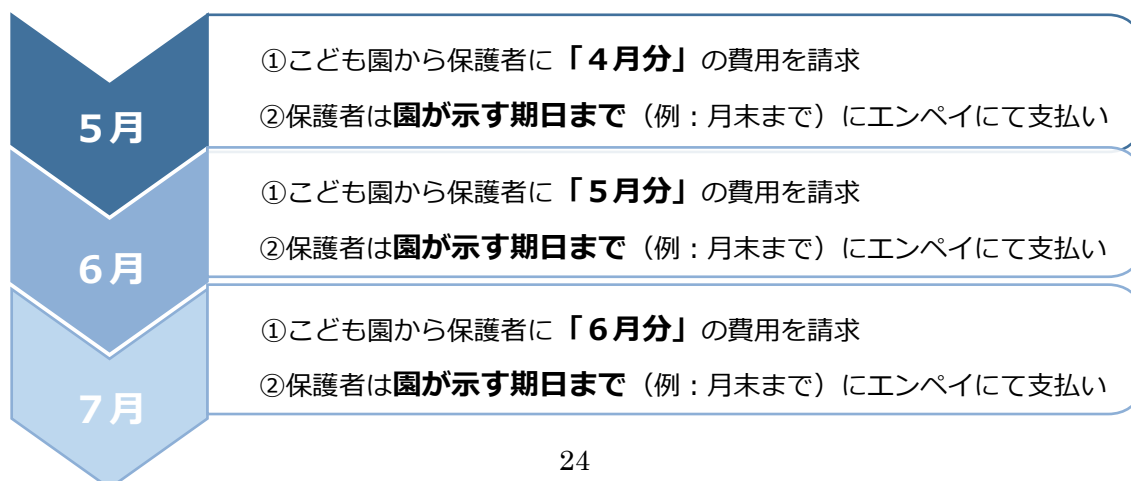 5月
①こども園から保護者に「４月分」の費用を請求
②保護者は園が示す期日まで（例：月末まで）にエンペイにて支払い
６月
①こども園から保護者に「５月分」の費用を請求
②保護者は園が示す期日まで（例：月末まで）にエンペイにて支払い
７月
①こども園から保護者に「６月分」の費用を請求
②保護者は園が示す期日まで（例：月末まで）にエンペイにて支払い
24